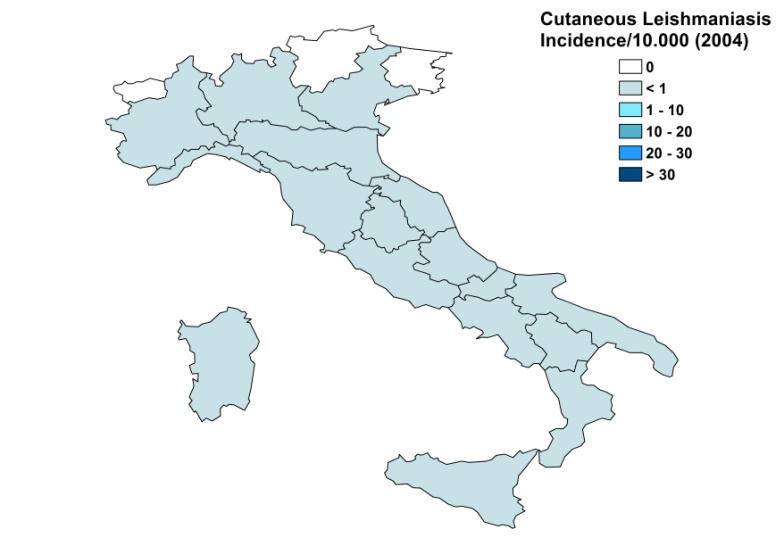 Cutaneous Leishmaniasis
Incidence/10.000 (2004)
0
< 1
1 - 10
10 - 20
20 - 30
> 30